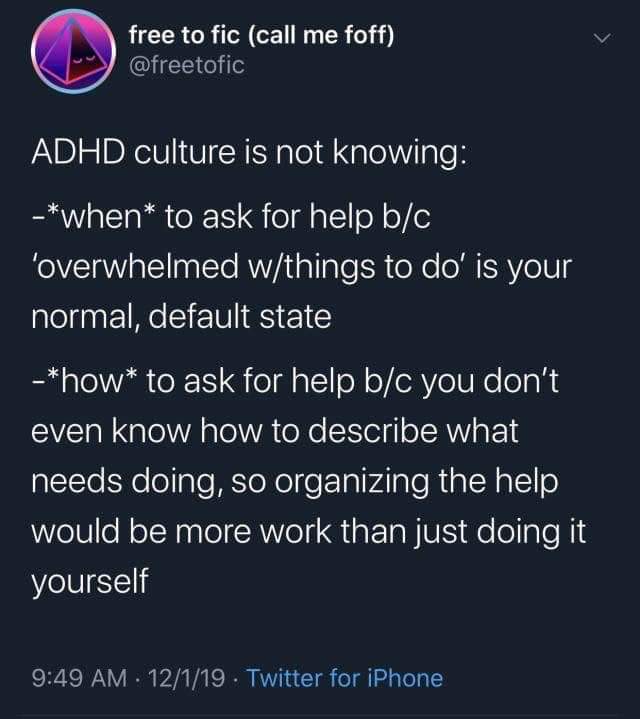 free to fic (call me foff)
@freetofic
ADHD culture is not knowing:
-*when* to ask for help b/c
‘overwhelmed w/things to do’ is your
normal, default state
-*how* to ask for help b/c you don’t
even know how to describe what
needs doing, so organizing the help
would be more work than just doing it
yourself
9:49 AM · 12/1/19 · Twitter for iPhone